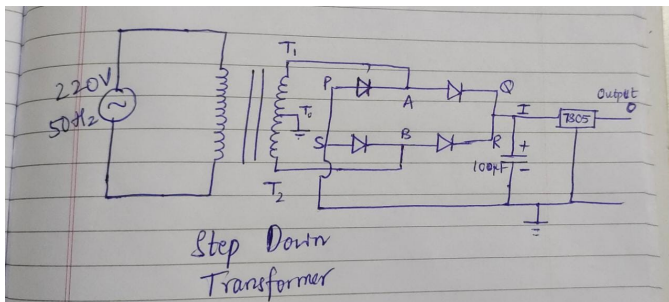 220V
50Hz
T1
T0
T2
P
A
Q
S
B
R
I
100μF
+
-
7805
Output
Step Down
Transformer